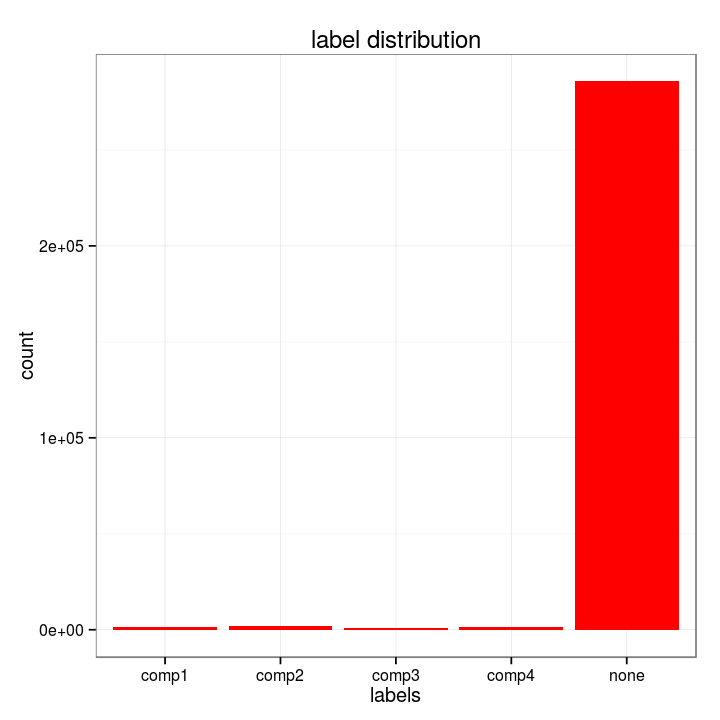 label distribution
count
2e+05
1e+05
0e+00
comp1 comp2 comp3 comp4 none
labels